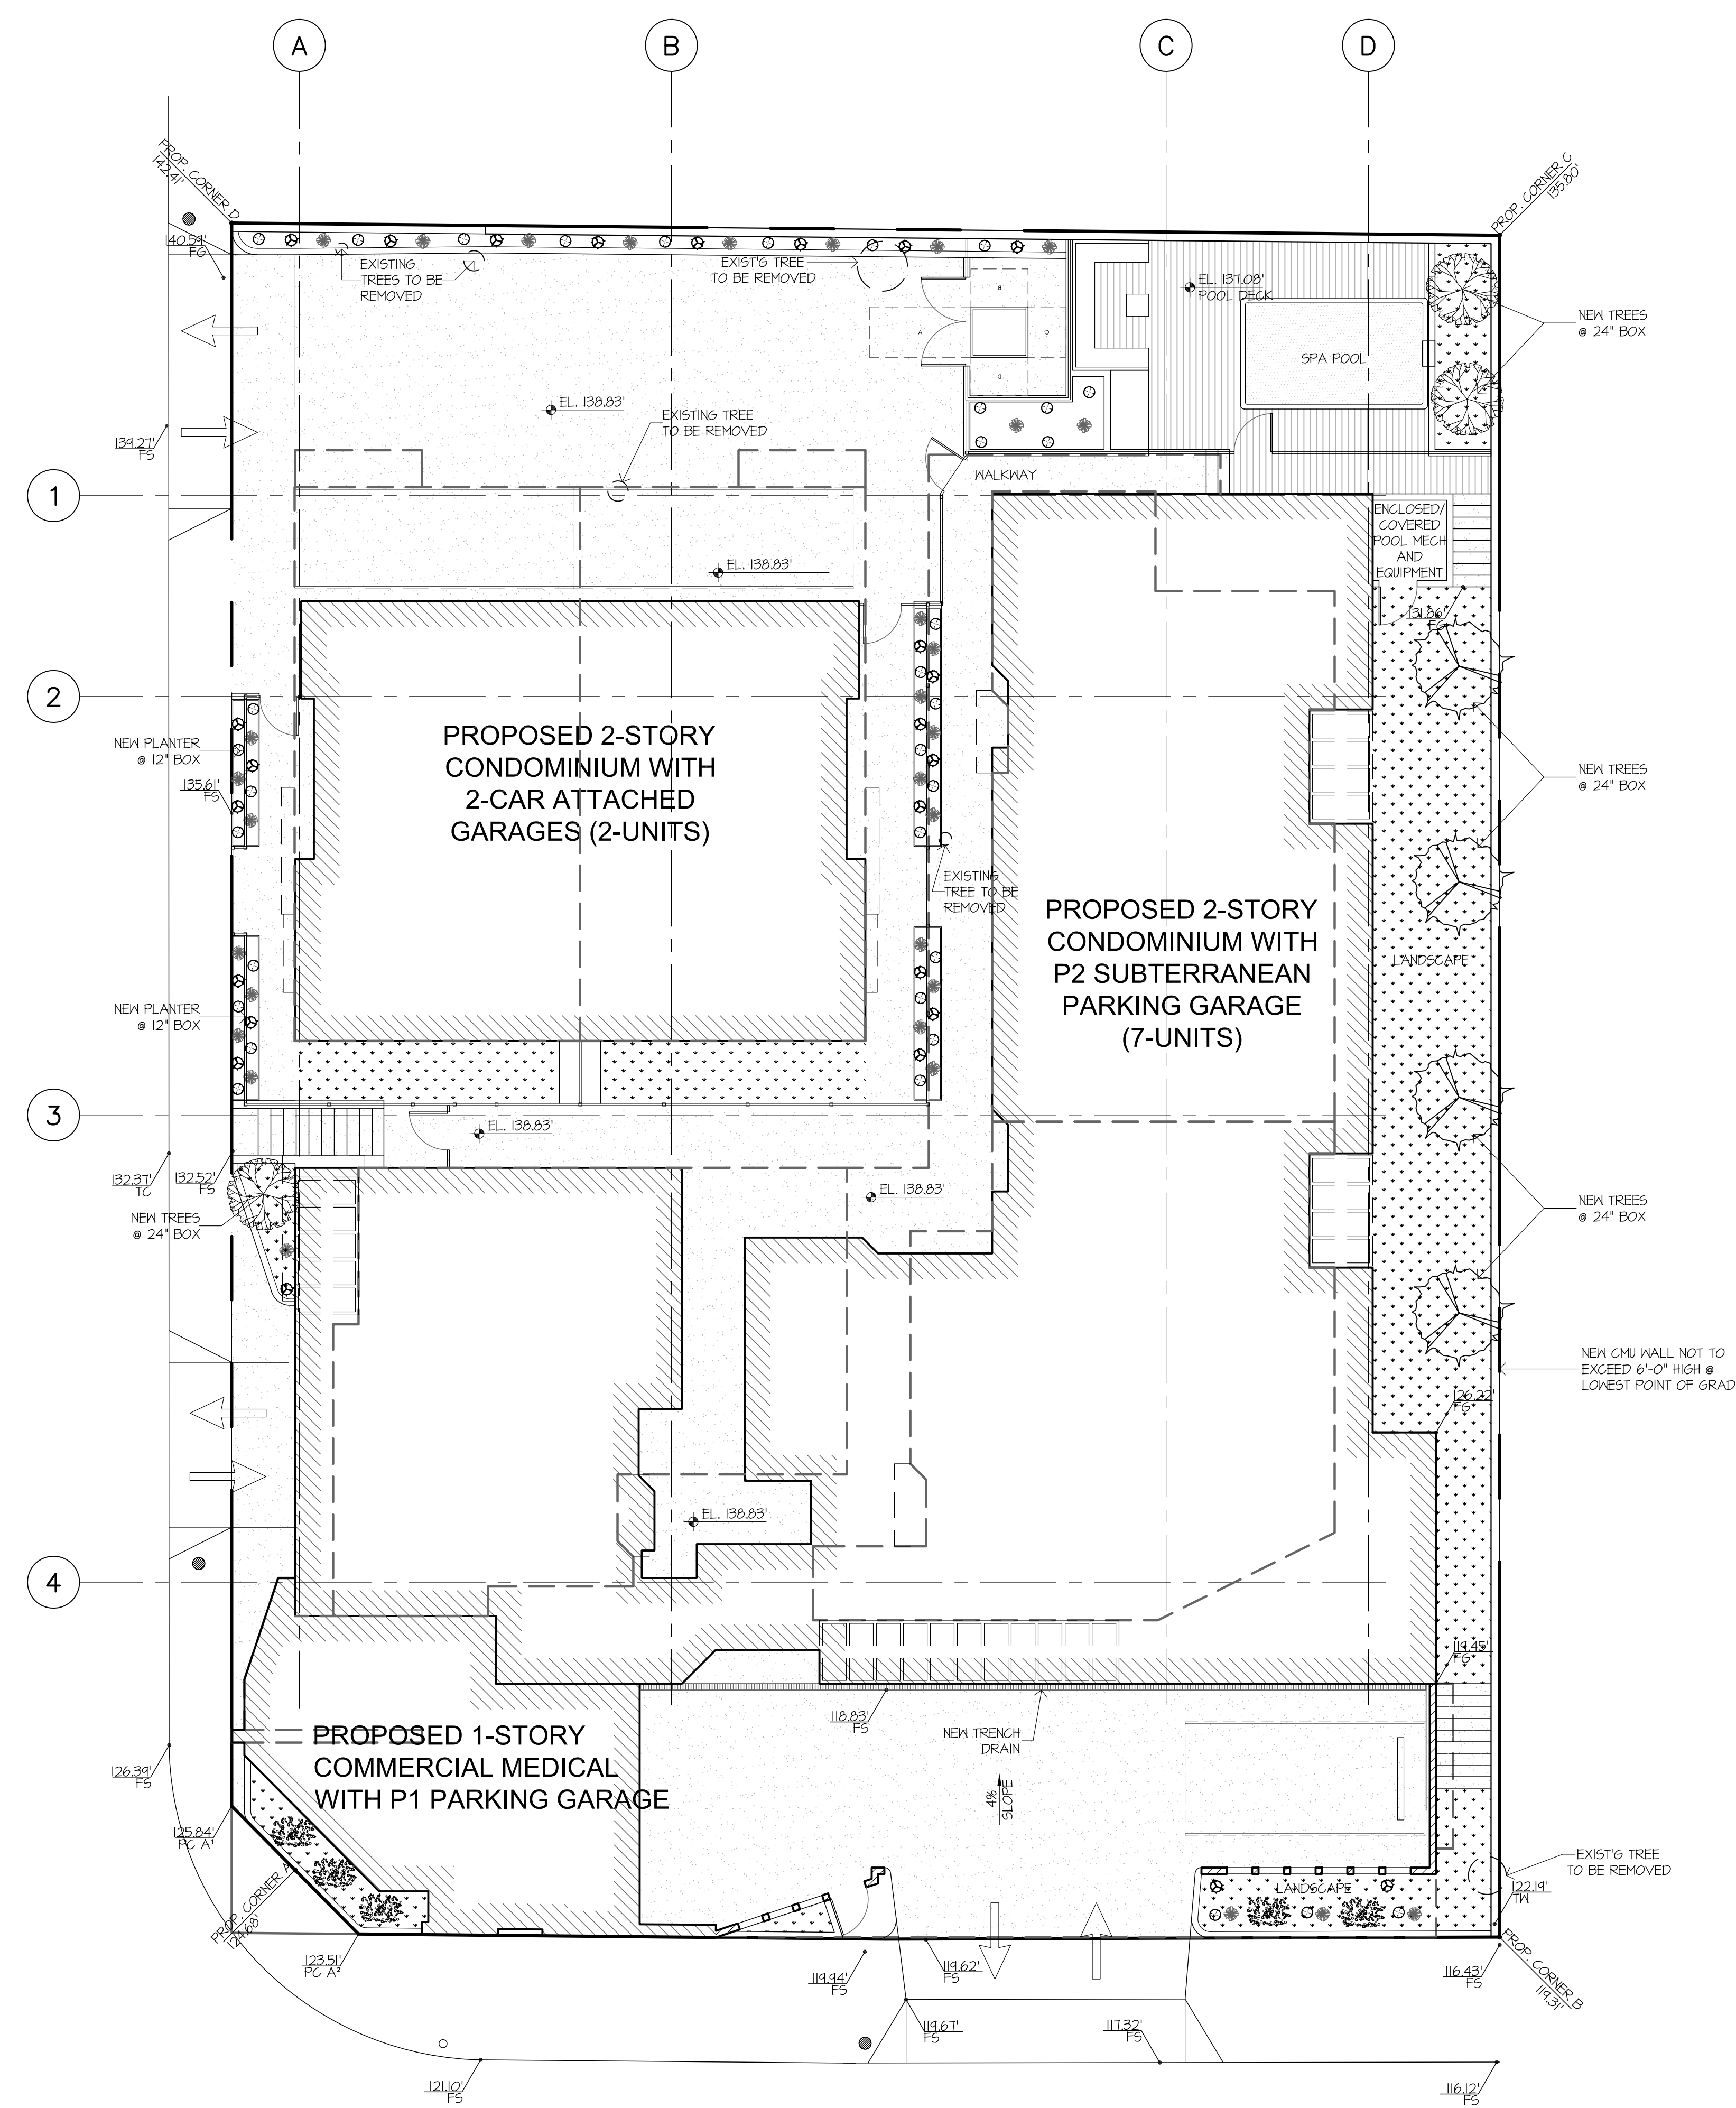 A
B
C
D
PROP. CORNER D
142.41'
PROP. CORNER C
135.80'
140.59'
FG
EXISTING
TREES TO BE
REMOVED
EXIST'G TREE
TO BE REMOVED
B
A
C
D
EL. 137.08'
POOL DECK
SPA POOL
NEW TREES
@ 24" BOX
EL. 138.83'
EXISTING TREE
TO BE REMOVED
139.27'
FS
WALKWAY
1
ENCLOSED/
COVERED
POOL MECH
AND
EQUIPMENT
EL. 138.83'
131.86'
FG
2
PROPOSED 2-STORY
CONDOMINIUM WITH
2-CAR ATTACHED
GARAGES (2-UNITS)
NEW PLANTER
@ 12" BOX
135.61'
FS
NEW TREES
@ 24" BOX
EXISTING
TREE TO BE
REMOVED
PROPOSED 2-STORY
CONDOMINIUM WITH
P2 SUBTERRANEAN
PARKING GARAGE
(7-UNITS)
LANDSCAPE
NEW PLANTER
@ 12" BOX
3
EL. 138.83'
132.37'
TC
132.52'
FS
EL. 138.83'
NEW TREES
@ 24" BOX
NEW TREES
@ 24" BOX
NEW CMU WALL NOT TO
EXCEED 6'-0" HIGH @
LOWEST POINT OF GRAD
126.22'
FG
EL. 138.83'
4
119.45'
FG
118.83'
FS
NEW TRENCH
DRAIN
PROPOSED 1-STORY
COMMERCIAL MEDICAL
WITH P1 PARKING GARAGE
4%
SLOPE
126.39'
FS
125.84'
PC A'
PROP. CORNER A
124.68'
123.51'
PC A²
EXIST'G TREE
TO BE REMOVED
LANDSCAPE
122.19'
TW
119.94'
FS
119.62'
FS
116.43'
FS
PROP. CORNER B
119.31'
119.67'
FS
117.32'
FS
121.10'
FS
116.12'
FS